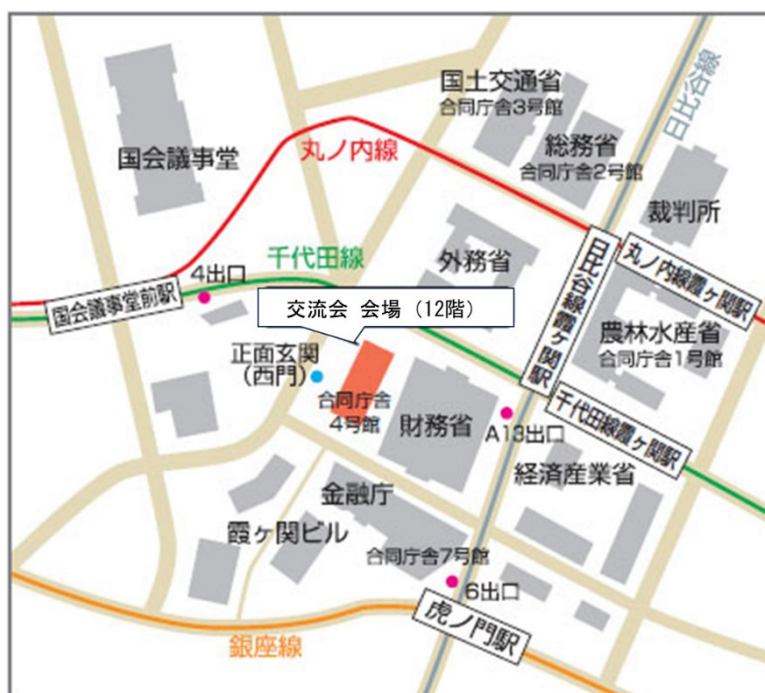 国土交通省
合同庁舎3号館
日比谷線
総務省
合同庁舎2号館
国会議事堂
丸ノ内線
裁判所
外務省
千代田線
4出口
国会議事堂前駅
丸ノ内線霞ヶ関駅
日比谷線霞ヶ関駅
交流会 会場 (12階)
農林水産省
合同庁舎1号館
正面玄関
(西門)
合同庁舎
4号館
財務省
A13出口
千代田線霞ヶ関駅
経済産業省
金融庁
霞ヶ関ビル
合同庁舎7号館
6出口
虎ノ門駅
銀座線